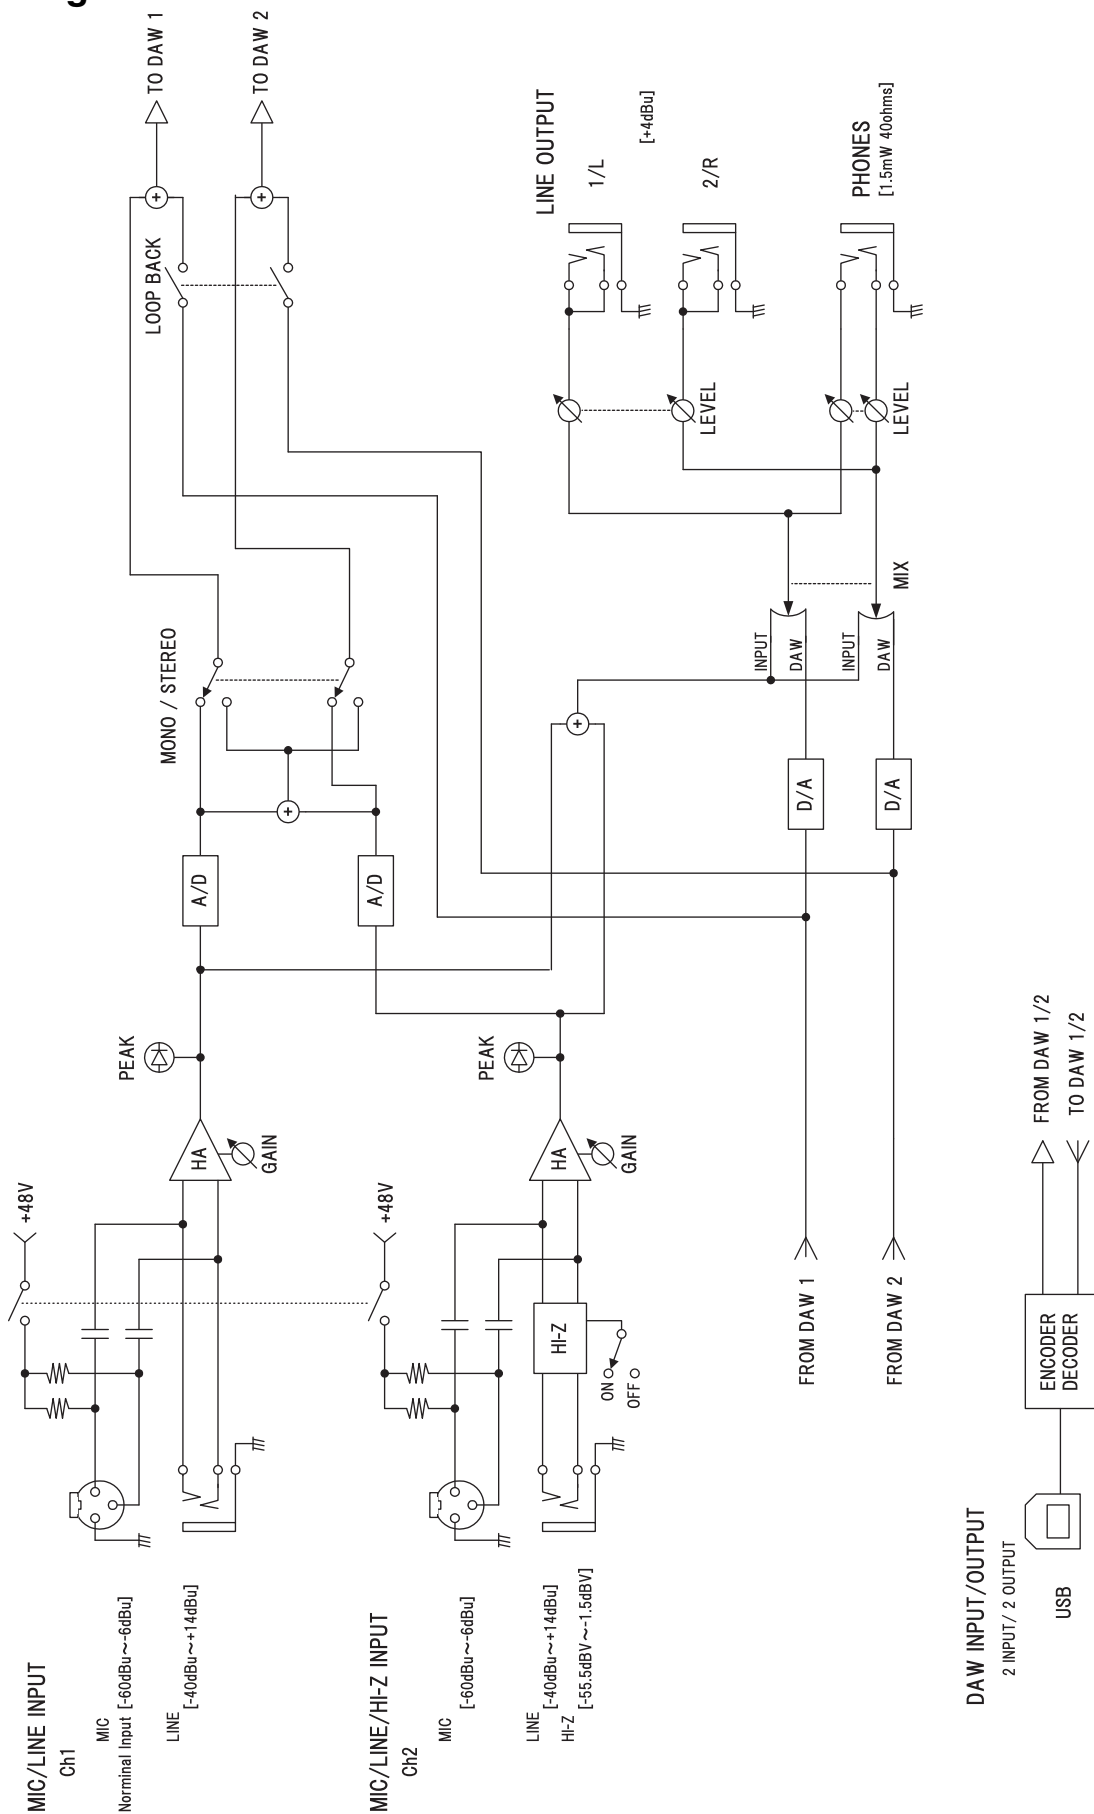 MIC/LINE INPUT
Ch1
MIC
Norminal Input [-60dBu～-6dBu]
LINE
[-40dBu～+14dBu]
+48V
HA
GAIN
PEAK
A/D
MONO / STEREO
+
LOOP BACK
+
TO DAW 1
+
TO DAW 2
MIC/LINE/HI-Z INPUT
Ch2
MIC
[-60dBu～-6dBu]
LINE
[-40dBu～+14dBu]
HI-Z
[-55.5dBV～-1.5dBV]
+48V
HI-Z
ON
OFF
HA
GAIN
PEAK
A/D
+
INPUT
DAW
INPUT
DAW
MIX
D/A
D/A
FROM DAW 1
FROM DAW 2
LEVEL
LEVEL
LINE OUTPUT
1/L
[+4dBu]
2/R
PHONES
[1.5mW 40ohms]
DAW INPUT/OUTPUT
2 INPUT/ 2 OUTPUT
USB
ENCODER
DECODER
FROM DAW 1/2
TO DAW 1/2